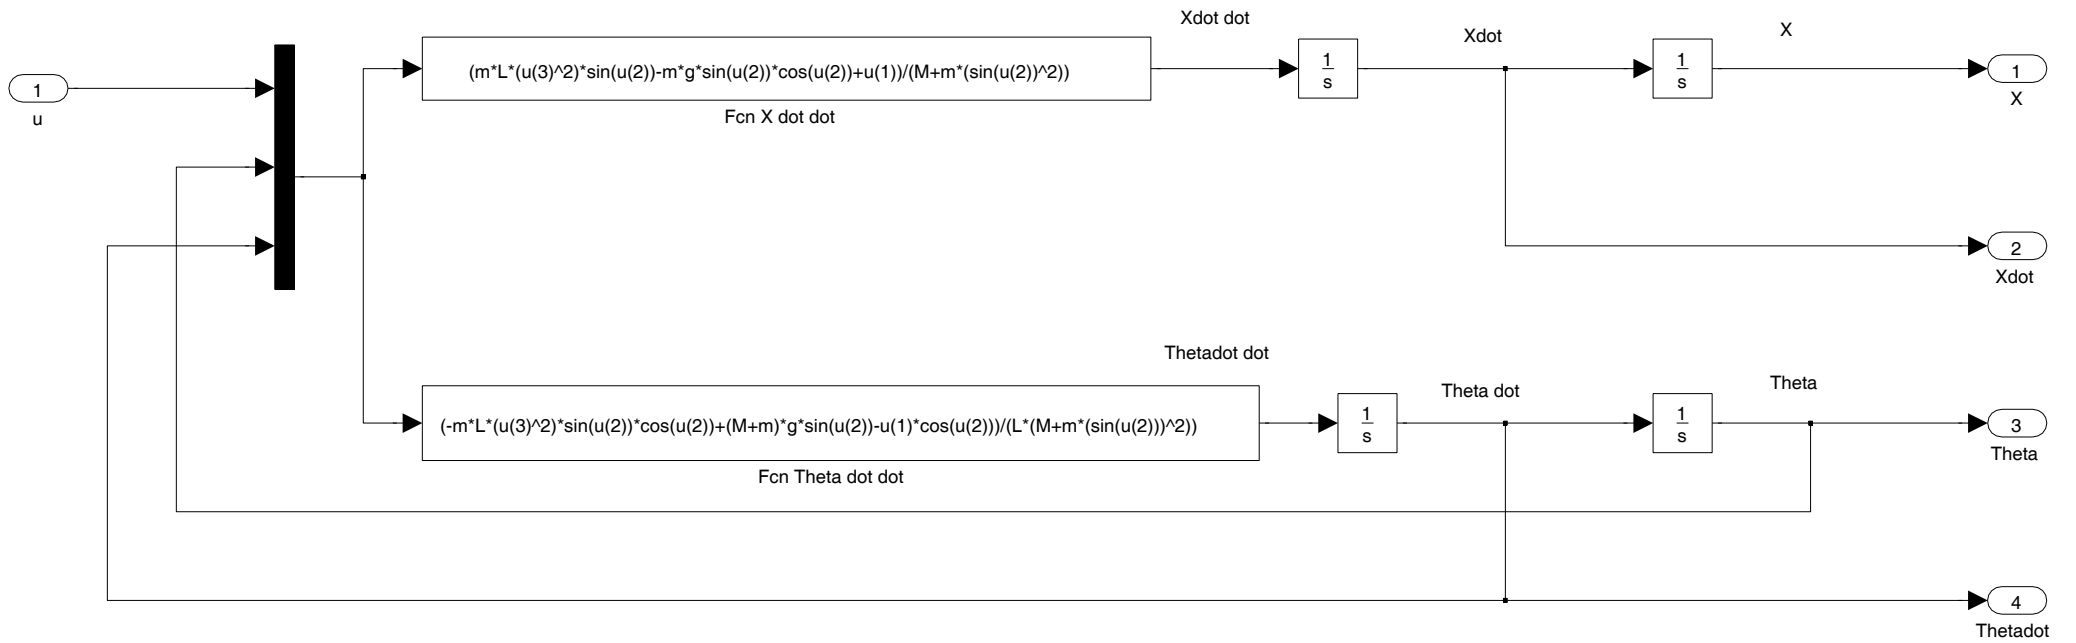 Xdot dot
Xdot
X
1
u
(m*L*(u(3)^2)*sin(u(2))-m*g*sin(u(2))*cos(u(2))+u(1))/(M+m*(sin(u(2))^2))
Fcn X dot dot
1
s
1
s
1
X
2
Xdot
Thetadot dot
Theta dot
Theta
(-m*L*(u(3)^2)*sin(u(2))*cos(u(2))+(M+m)*g*sin(u(2))-u(1)*cos(u(2)))/(L*(M+m*(sin(u(2)))^2))
Fcn Theta dot dot
1
s
1
s
3
Theta
4
Thetadot